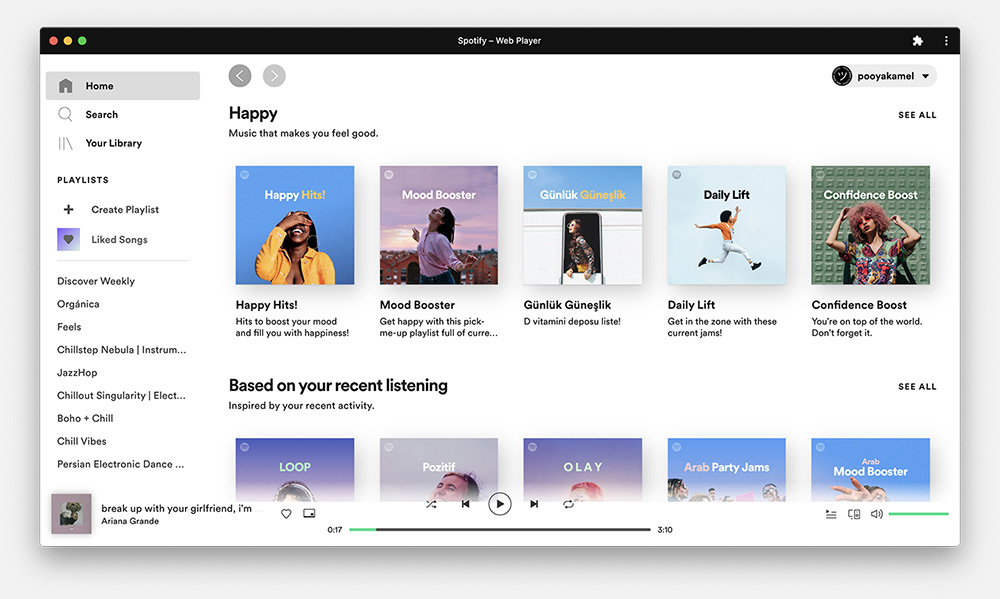 Spotify – Web Player
Home
Search
Your Library
PLAYLISTS
Create Playlist
Liked Songs
Discover Weekly
Orgánica
Feels
Chillstep Nebula | Instrum...
JazzHop
Chillout Singularity | Elect...
Boho + Chill
Chill Vibes
Persian Electronic Dance ...
pooyakamel
Happy
SEE ALL
Music that makes you feel good.
Happy Hits!
Mood Booster
Günlük Güneşlik
Daily Lift
Confidence Boost
Happy Hits!
Hits to boost your mood
and fill you with happiness!
Mood Booster
Get happy with this pick-
me-up playlist full of curre...
Günlük Güneşlik
D vitamini deposu liste!
Daily Lift
Get in the zone with these
current jams!
Confidence Boost
You're on top of the world.
Don't forget it.
Based on your recent listening
SEE ALL
Inspired by your recent activity.
LOOP
Pozitif
OLAY
Arab Party Jams
Arab
Mood Booster
break up with your girlfriend, i'm
Ariana Grande
0:17
3:10